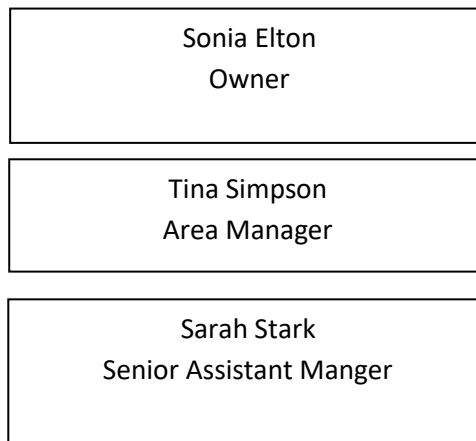 Sonia Elton
Owner
Tina Simpson
Area Manager
Sarah Stark
Senior Assistant Manger